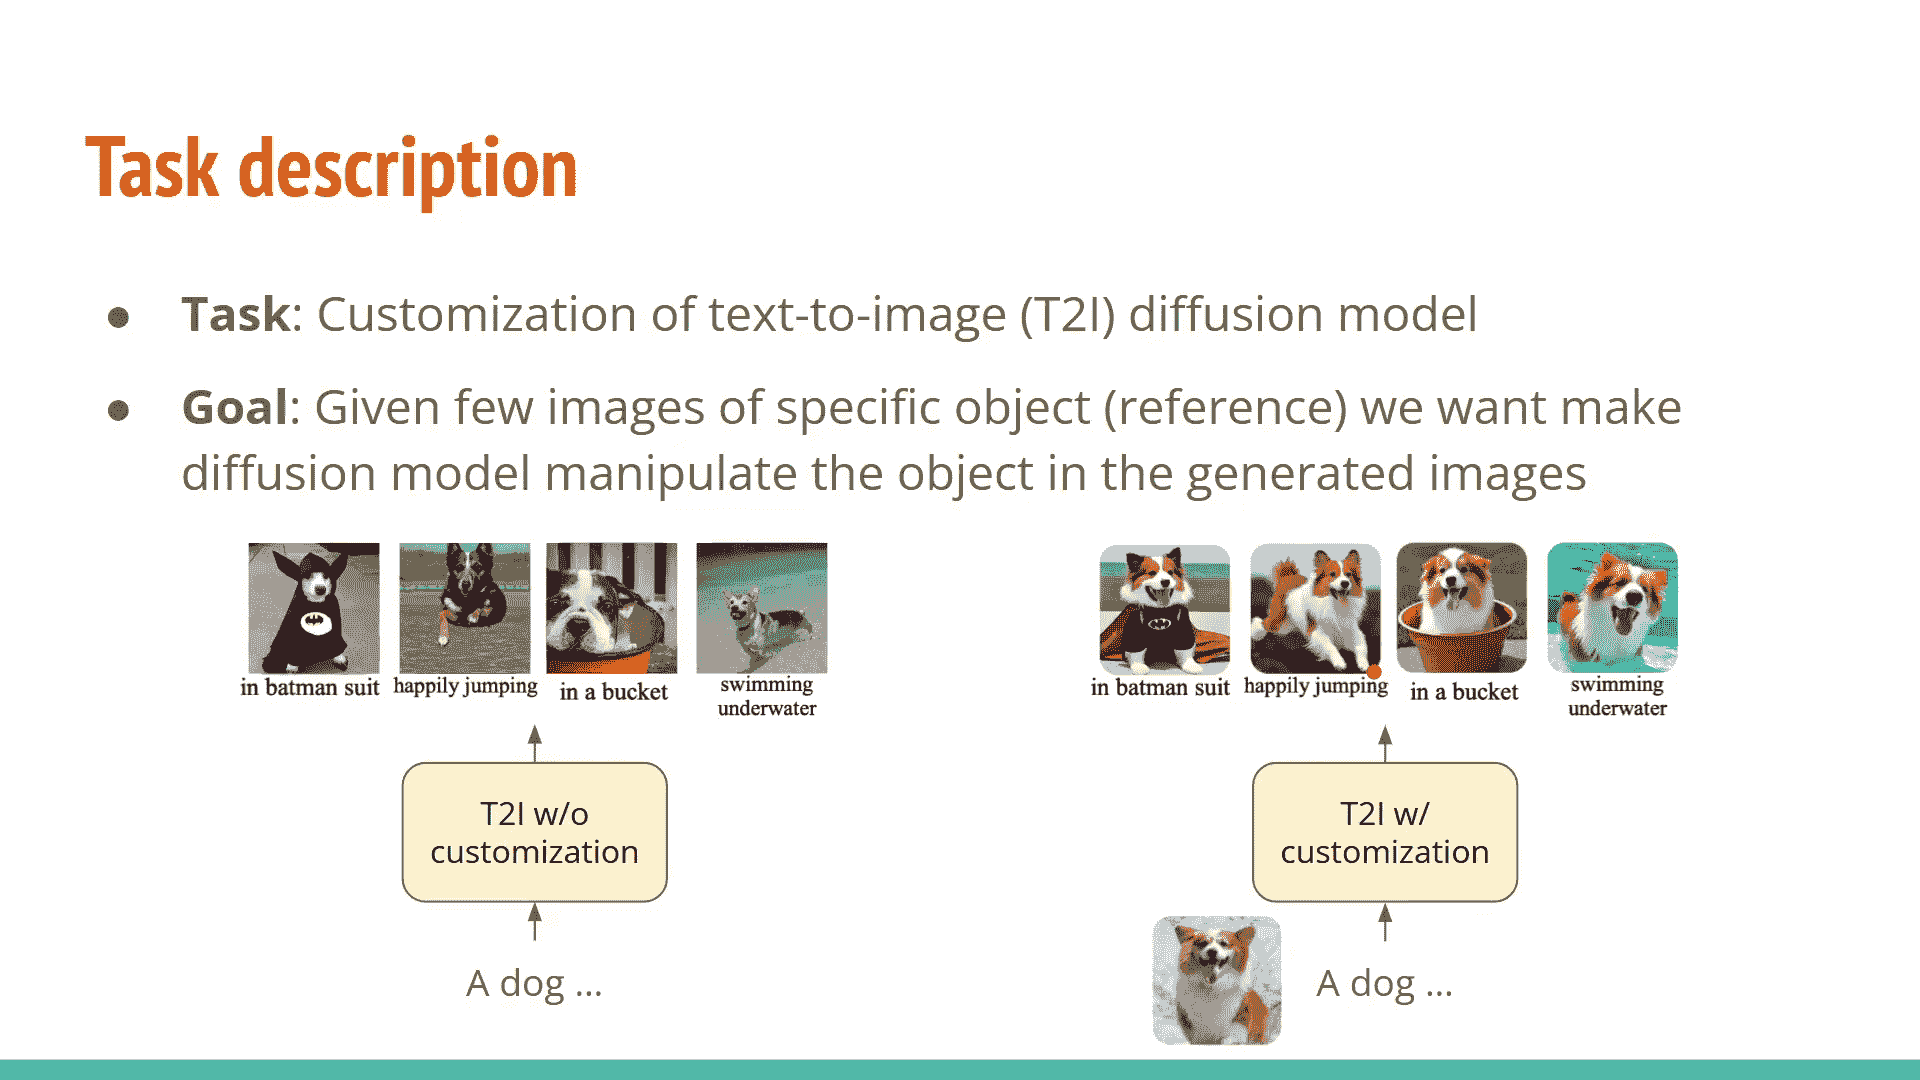 Task description
● Task: Customization of text-to-image (T2I) diffusion model
● Goal: Given few images of specific object (reference) we want make
diffusion model manipulate the object in the generated images
in batman suit
happily jumping
in a bucket
swimming
underwater
T2I w/o
customization
A dog ...
in batman suit
happily jumping
in a bucket
swimming
underwater
T2I w/
customization
A dog ...